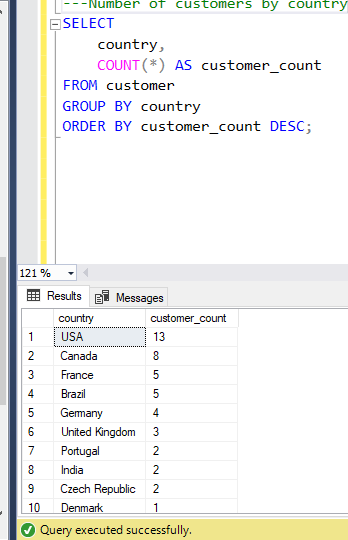 ---Number of customers by country
SELECT
country,
COUNT(*) AS customer_count
FROM customer
GROUP BY country
ORDER BY customer_count DESC;
121 %
Results Messages
country customer_count
1 USA 13
2 Canada 8
3 France 5
4 Brazil 5
5 Germany 4
6 United Kingdom 3
7 Portugal 2
8 India 2
9 Czech Republic 2
10 Denmark 1
Query executed successfully.